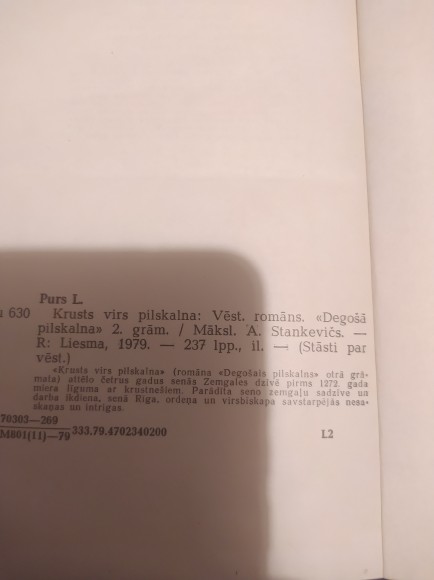 Purs L.
630 Krusts virs pilskalna: Vēst. romāns. «Degošā
pilskalna» 2. grām. / Māksl. A. Stankevičs. —
R: Liesma, 1979. — 237 lpp., il. — (Stāsti par
vēst.)
«Krusts virs pilskalna» (romāna «Degošais pilskalns» otrā grā-
mata) attēlo četrus gadus senās Zemgales dzīvē pirms 1272. gada
miera līguma ar krustnešiem. Parādīta seno zemgaļu sadzīve un
darba ikdiena, senā Rīga, ordeņa un virsbīskapa savstarpējās nesa-
skaņas un intrigas.
70303—269
M801(11)—79 333.79.4702340200
L2